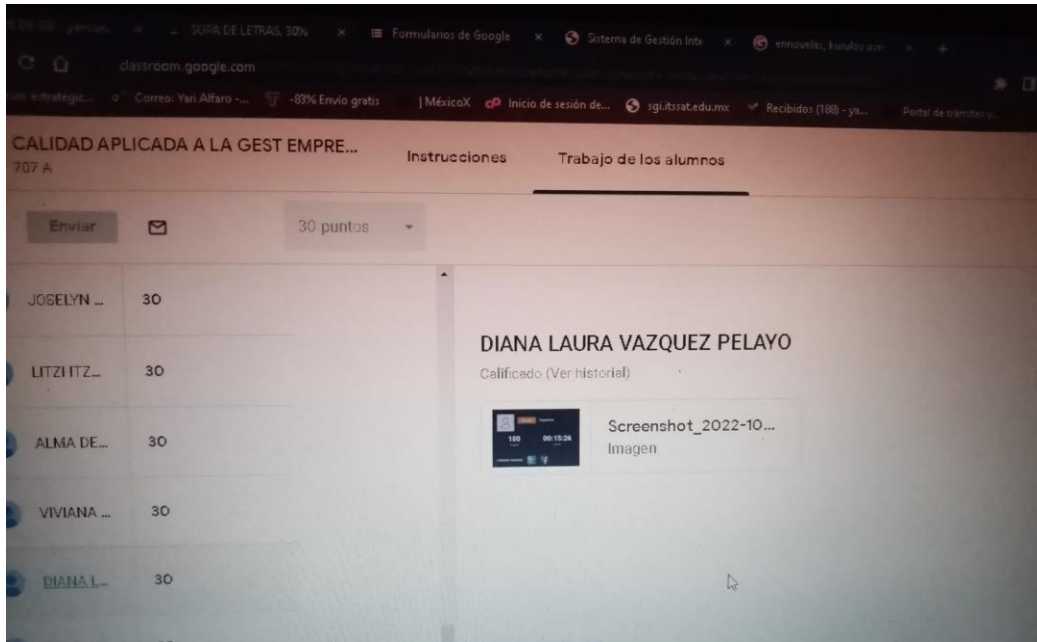 SOPA DE LETRAS, 30%
Formularios de Google
Sistema de Gestión Inte
ennovelas, kuralos
classroom.google.com
Correo: Yari Alfaro -...
-83% Envío gratis
| MéxicoX
Inicio de sesión de...
sgi.itssat.edu.mx
Recibidos (188) - ya...
Portal de trámites y...
CALIDAD APLICADA A LA GEST EMPRE...
707 A
Instrucciones
Trabajo de los alumnos
Enviar
30 puntos
JOSELYN ...
30
LITZI ITZ...
30
ALMA DE...
30
VIVIANA ...
30
DIANA L...
30
DIANA LAURA VAZQUEZ PELAYO
Calificado (Ver historial)
100
00:15:26
Screenshot_2022-10...
Imagen